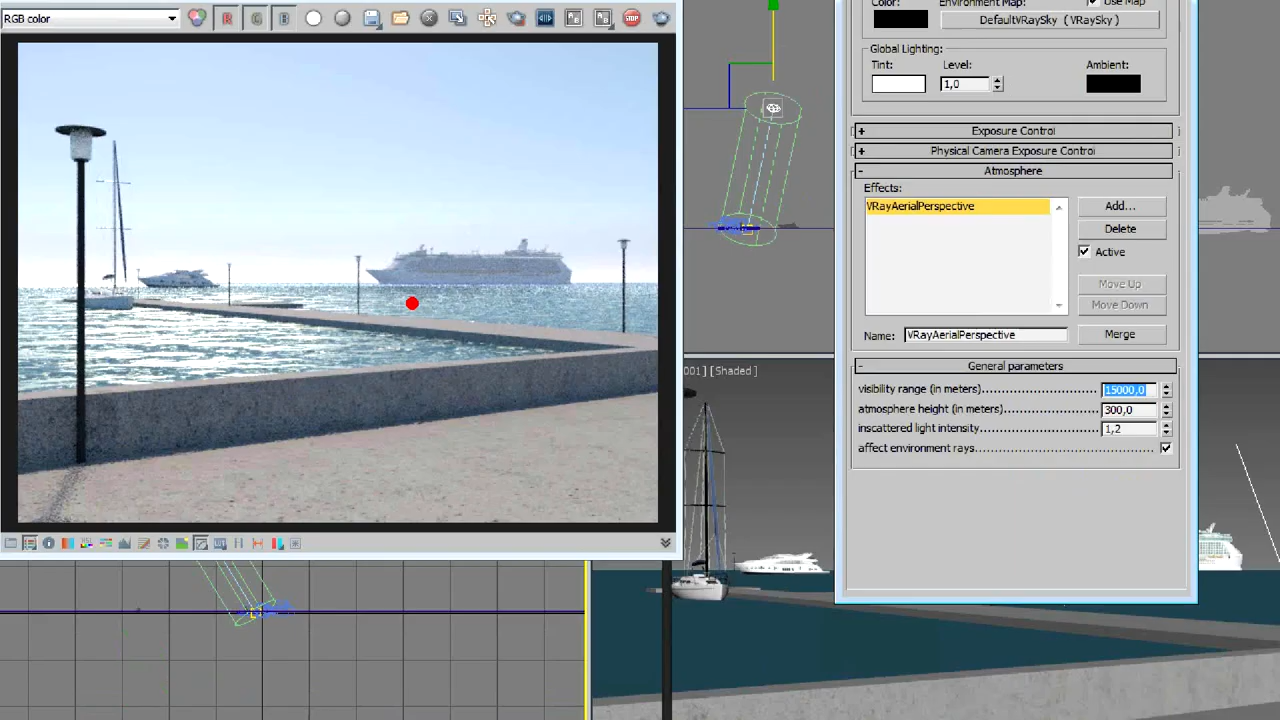 RGB color
R
G
B
STOP
Color:
Environment Map:
Use Map
DefaultVRaySky ( VRaySky )
Global Lighting:
Tint:
Level:
Ambient:
1,0
+ Exposure Control
+ Physical Camera Exposure Control
- Atmosphere
Effects:
VRayAerialPerspective
Add...
Delete
Active
Move Up
Move Down
Name: VRayAerialPerspective
Merge
- General parameters
visibility range (in meters) 15000,0
atmosphere height (in meters) 300,0
inscattered light intensity 1,2
affect environment rays
001] [Shaded ]